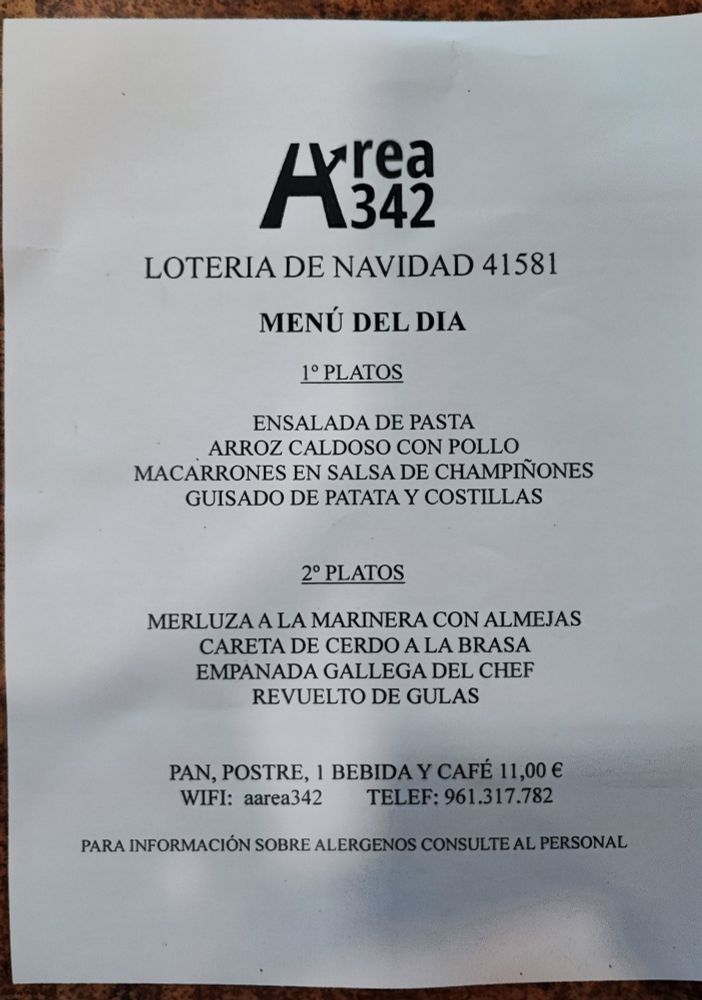 Area
342
LOTERIA DE NAVIDAD 41581
MENÚ DEL DIA
1º PLATOS
ENSALADA DE PASTA
ARROZ CALDOSO CON POLLO
MACARRONES EN SALSA DE CHAMPIÑONES
GUISADO DE PATATA Y COSTILLAS
2º PLATOS
MERLUZA A LA MARINERA CON ALMEJAS
CARETA DE CERDO A LA BRASA
EMPANADA GALLEGA DEL CHEF
REVUELTO DE GULAS
PAN, POSTRE, 1 BEBIDA Y CAFÉ 11,00 €
WIFI: aarea342 TELEF: 961.317.782
PARA INFORMACIÓN SOBRE ALERGENOS CONSULTE AL PERSONAL